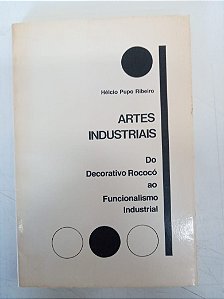 Hélcio Pupo Ribeiro
ARTES
INDUSTRIAIS
Do
Decorativo Rococó
ao
Funcionalismo
Industrial